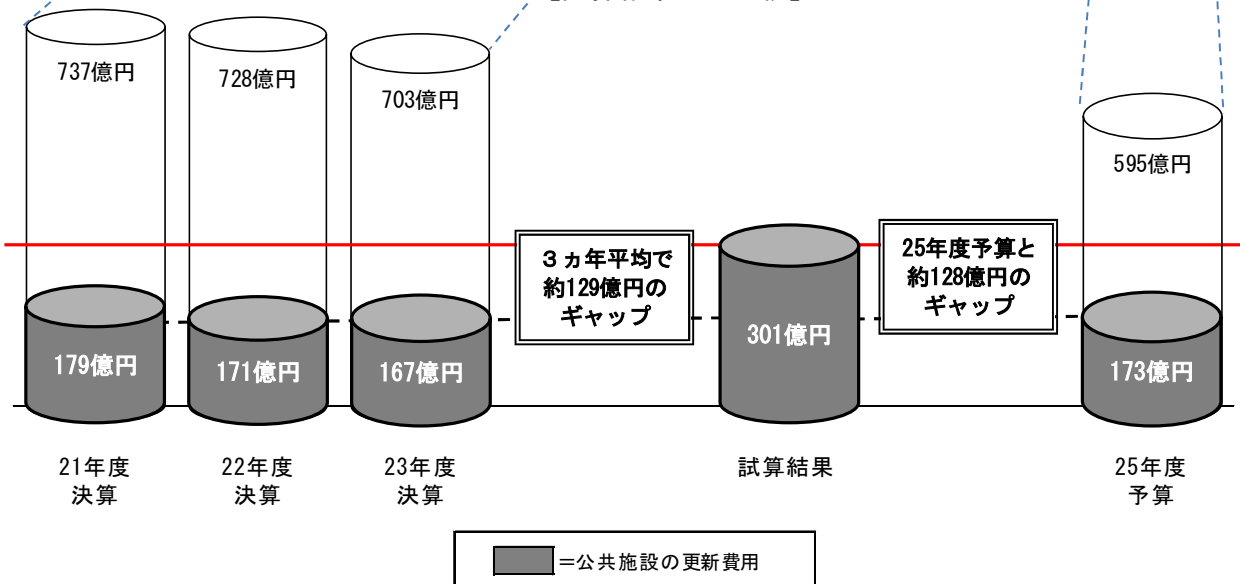 737億円
728億円
703億円
595億円
3ヵ年平均で
約129億円の
ギャップ
25年度予算と
約128億円の
ギャップ
179億円
171億円
167億円
301億円
173億円
21年度
決算
22年度
決算
23年度
決算
試算結果
25年度
予算
=公共施設の更新費用